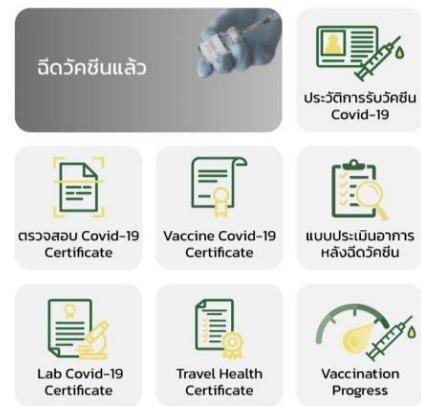 ฉีดวัคซีนแล้ว
ประวัติการรับวัคซีน
Covid-19
ตรวจสอบ Covid-19
Certificate
Vaccine Covid-19
Certificate
แบบประเมินอาการ
หลังฉีดวัคซีน
Lab Covid-19
Certificate
Travel Health
Certificate
Vaccination
Progress